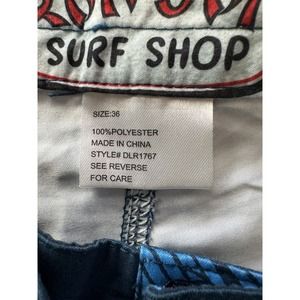 SURF SHOP
SIZE:36
100%POLYESTER
MADE IN CHINA
STYLE# DLR1767
SEE REVERSE
FOR CARE